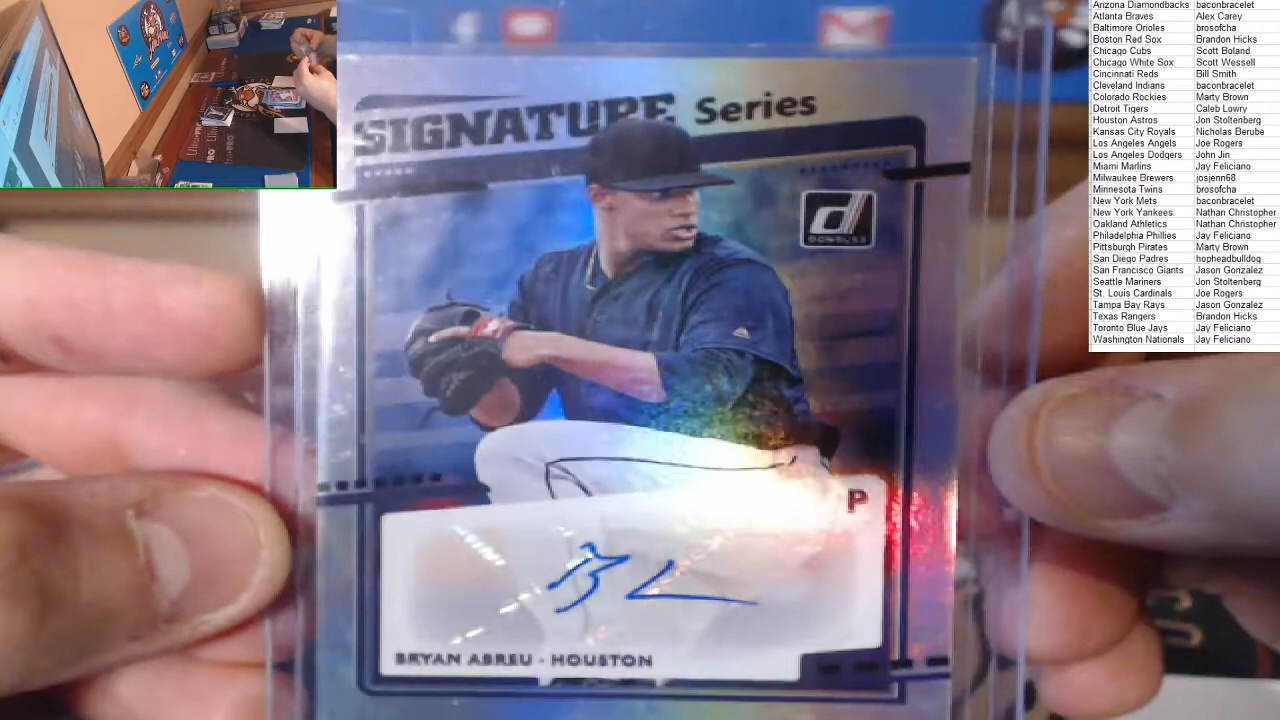 SIGNATURE Series
DONRUSS
P
BRYAN ABREU - HOUSTON
Arizona Diamondbacks baconbracelet
Atlanta Braves Alex Carey
Baltimore Orioles brosofcha
Boston Red Sox Brandon Hicks
Chicago Cubs Scott Boland
Chicago White Sox Scott Wessell
Cincinnati Reds Bill Smith
Cleveland Indians baconbracelet
Colorado Rockies Marty Brown
Detroit Tigers Caleb Lowry
Houston Astros Jon Stoltenberg
Kansas City Royals Nicholas Berube
Los Angeles Angels Joe Rogers
Los Angeles Dodgers John Jin
Miami Marlins Jay Feliciano
Milwaukee Brewers josjenn68
Minnesota Twins brosofcha
New York Mets baconbracelet
New York Yankees Nathan Christopher
Oakland Athletics Nathan Christopher
Philadelphia Phillies Jay Feliciano
Pittsburgh Pirates Marty Brown
San Diego Padres hopheadbulldog
San Francisco Giants Jason Gonzalez
Seattle Mariners Jon Stoltenberg
St. Louis Cardinals Joe Rogers
Tampa Bay Rays Jason Gonzalez
Texas Rangers Brandon Hicks
Toronto Blue Jays Jay Feliciano
Washington Nationals Jay Feliciano